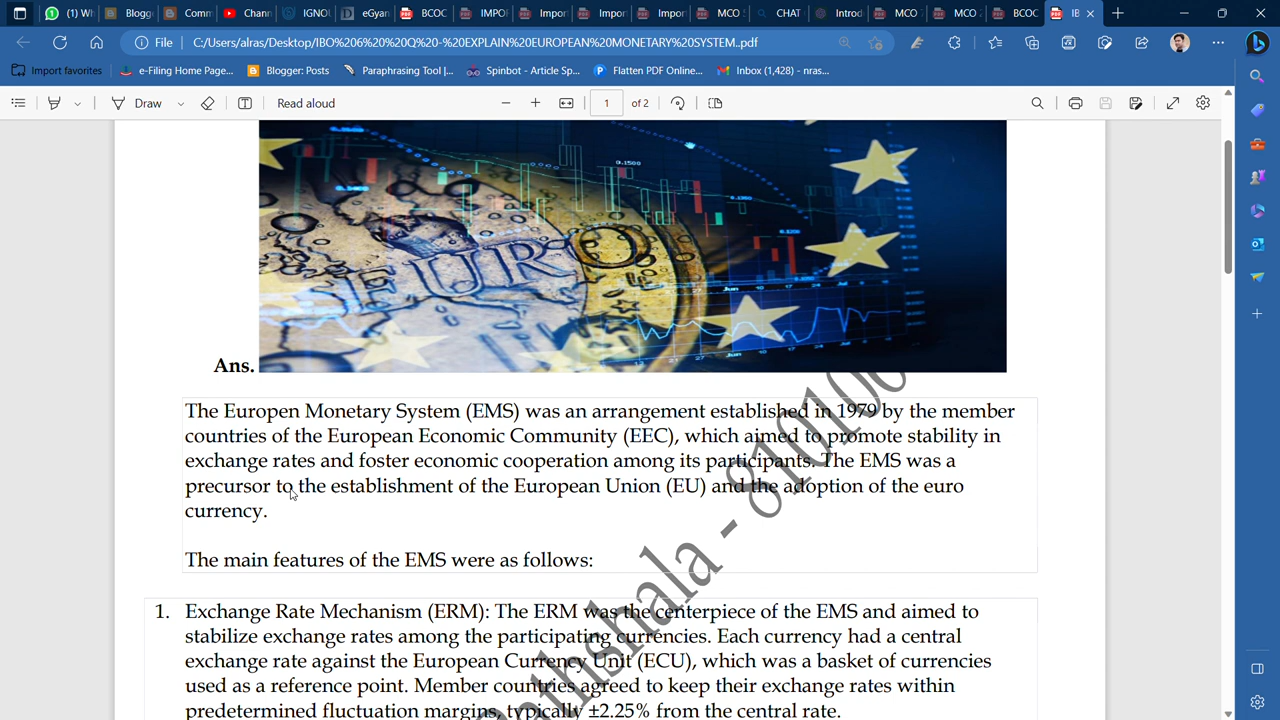 Blogg
Comm
Chann
IGNO
eGyan
BCOC
IMPO
Impor
Impor
Impor
MCO
CHAT
Introd
MCO
MCO
BCOC
File
C:/Users/alras/Desktop/IBO%206%20%20Q%20-%20EXPLAIN%20EUROPEAN%20MONETARY%20SYSTEM..pdf
Import favorites
e-Filing Home Page...
Blogger: Posts
Paraphrasing Tool |...
Spinbot - Article Sp...
Flatten PDF Online...
Inbox (1,428) - nras...
Draw
Read aloud
1 of 2
EURO
Ans.
The Europen Monetary System (EMS) was an arrangement established in 1979 by the member
countries of the European Economic Community (EEC), which aimed to promote stability in
exchange rates and foster economic cooperation among its participants. The EMS was a
precursor to the establishment of the European Union (EU) and the adoption of the euro
currency.
The main features of the EMS were as follows:
1. Exchange Rate Mechanism (ERM): The ERM was the centerpiece of the EMS and aimed to
stabilize exchange rates among the participating currencies. Each currency had a central
exchange rate against the European Currency Unit (ECU), which was a basket of currencies
used as a reference point. Member countries agreed to keep their exchange rates within
predetermined fluctuation margins, typically ±2.25% from the central rate.